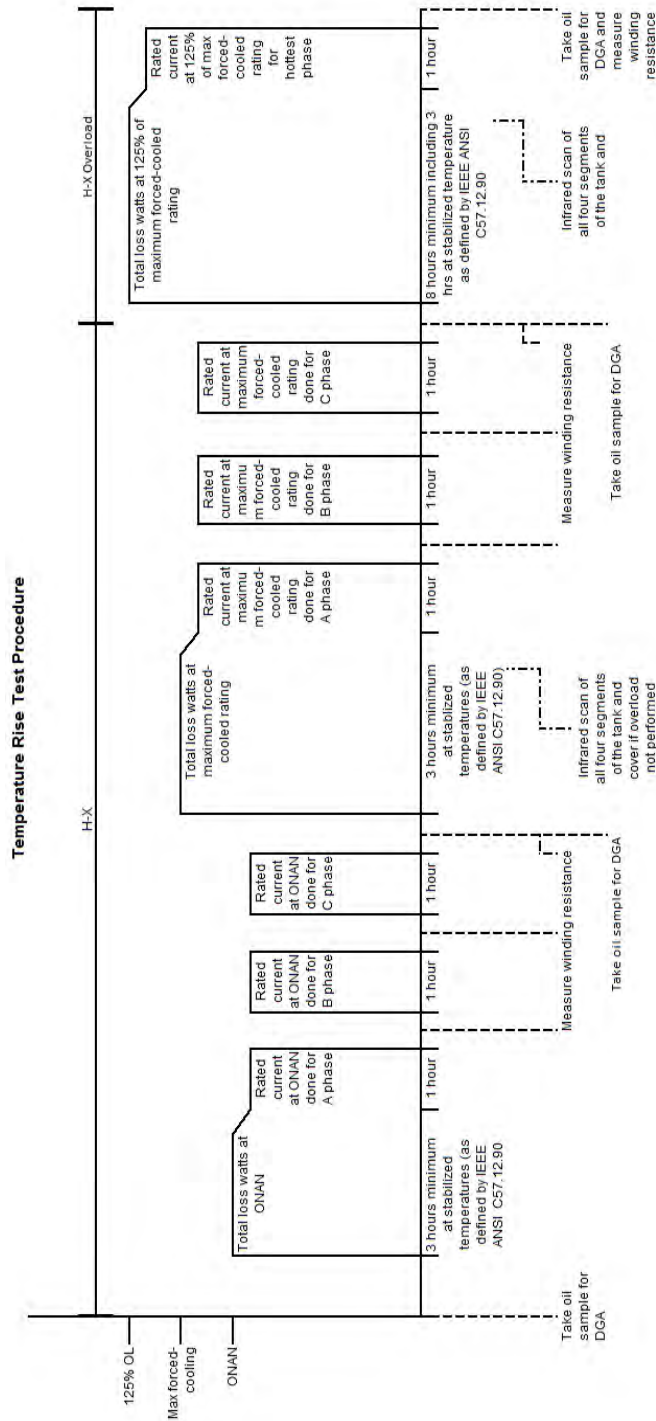 Temperature Rise Test Procedure
H-X
H-X Overload
125% OL
Max forced-
cooling
ONAN
Total loss watts at
ONAN
Rated
current
at ONAN
done for
A phase
Rated
current
at ONAN
done for
B phase
Rated
current
at ONAN
done for
C phase
Total loss watts at
maximum forced-
cooled rating
Rated
current at
maximu
m forced-
cooled
rating
done for
A phase
Rated
current at
maximu
m forced-
cooled
rating
done for
B phase
Rated
current at
maximum
forced-
cooled
rating
done for
C phase
Total loss watts at 125% of
maximum forced-cooled
rating
Rated
current
at 125%
of max
forced-
cooled
rating
for
hottest
phase
3 hours minimum
at stabilized
temperatures (as
defined by IEEE
ANSI C57.12.90
1 hour
1 hour
1 hour
3 hours minimum
at stabilized
temperatures (as
defined by IEEE
ANSI C57.12.90)
1 hour
1 hour
1 hour
8 hours minimum including 3
hrs at stabilized temperature
as defined by IEEE ANSI
C57.12.90
1 hour
Take oil
sample for
DGA
Measure winding resistance
Take oil sample for DGA
Infrared scan of
all four segments
of the tank and
cover if overload
not performed
Measure winding resistance
Take oil sample for DGA
Infrared scan of
all four segments
of the tank and
Take oil
sample for
DGA and
measure
winding
resistance